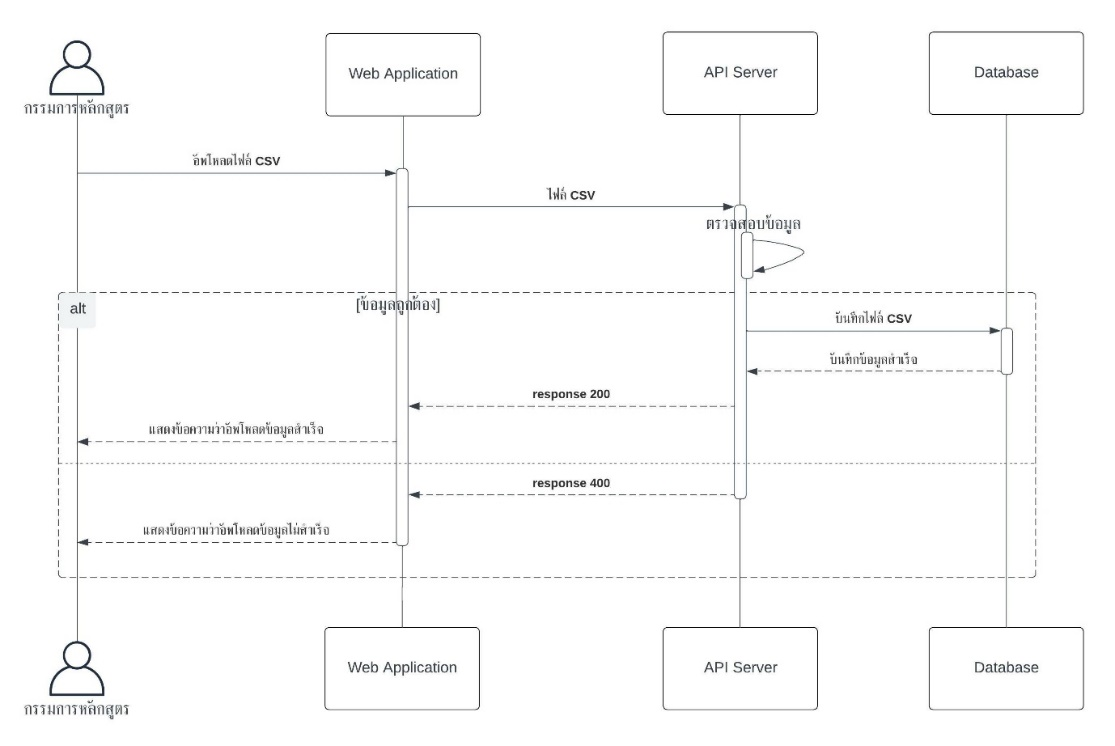 Web Application
API Server
Database
กรรมการหลักสูตร
อัพโหลดไฟล์ CSV
ไฟล์ CSV
ตรวจสอบข้อมูล
alt
[ข้อมูลถูกต้อง]
บันทึกไฟล์ CSV
บันทึกข้อมูลสำเร็จ
response 200
แสดงข้อความว่าอัพโหลดข้อมูลสำเร็จ
response 400
แสดงข้อความว่าอัพโหลดข้อมูลไม่สำเร็จ
Web Application
API Server
Database
กรรมการหลักสูตร